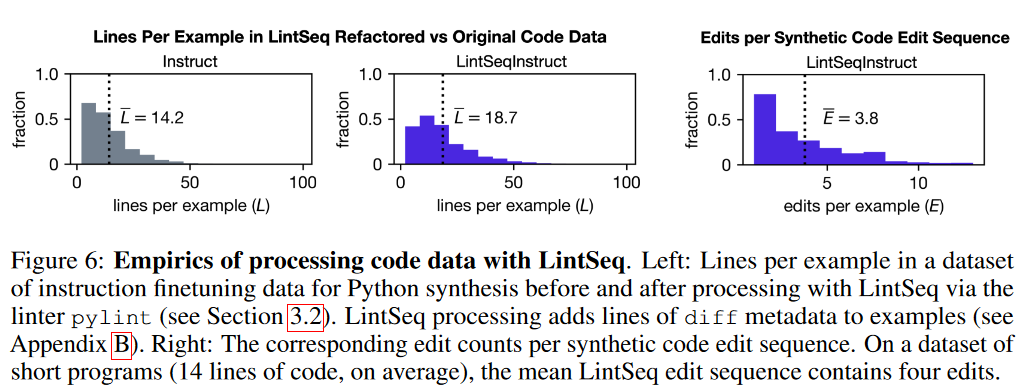 Lines Per Example in LintSeq Refactored vs Original Code Data
Edits per Synthetic Code Edit Sequence
Instruct
LintSeqInstruct
LintSeqInstruct
fraction
1.0
0.5
0
L̅ = 14.2
0
50
100
lines per example (L)
fraction
1.0
0.5
0
L̅ = 18.7
0
50
100
lines per example (L)
fraction
1.0
0.5
0
E̅ = 3.8
5
10
edits per example (E)
Figure 6: Empirics of processing code data with LintSeq. Left: Lines per example in a dataset
of instruction finetuning data for Python synthesis before and after processing with LintSeq via the
linter pylint (see Section 3.2). LintSeq processing adds lines of diff metadata to examples (see
Appendix B). Right: The corresponding edit counts per synthetic code edit sequence. On a dataset of
short programs (14 lines of code, on average), the mean LintSeq edit sequence contains four edits.